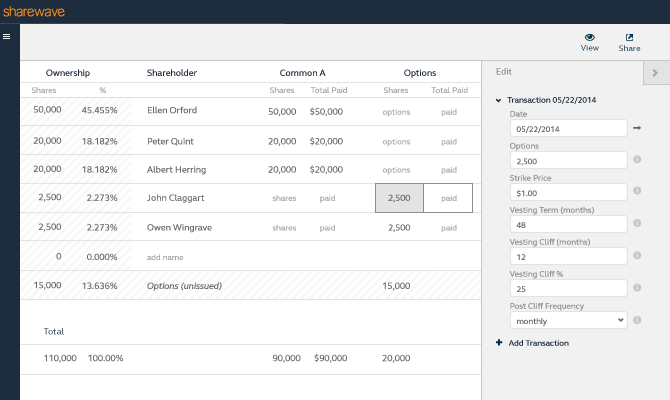 sharewave
View Share
Ownership Shareholder Common A Options
Shares % Shares Total Paid Shares Total Paid
50,000 45.455% Ellen Orford 50,000 $50,000 options paid
20,000 18.182% Peter Quint 20,000 $20,000 options paid
20,000 18.182% Albert Herring 20,000 $20,000 options paid
2,500 2.273% John Claggart shares paid 2,500 paid
2,500 2.273% Owen Wingrave shares paid 2,500 paid
0 0.000% add name
15,000 13.636% Options (unissued) 15,000
Total
110,000 100.00% 90,000 $90,000 20,000
Edit
Transaction 05/22/2014
Date
05/22/2014
Options
2,500
Strike Price
$1.00
Vesting Term (months)
48
Vesting Cliff (months)
12
Vesting Cliff %
25
Post Cliff Frequency
monthly
Add Transaction